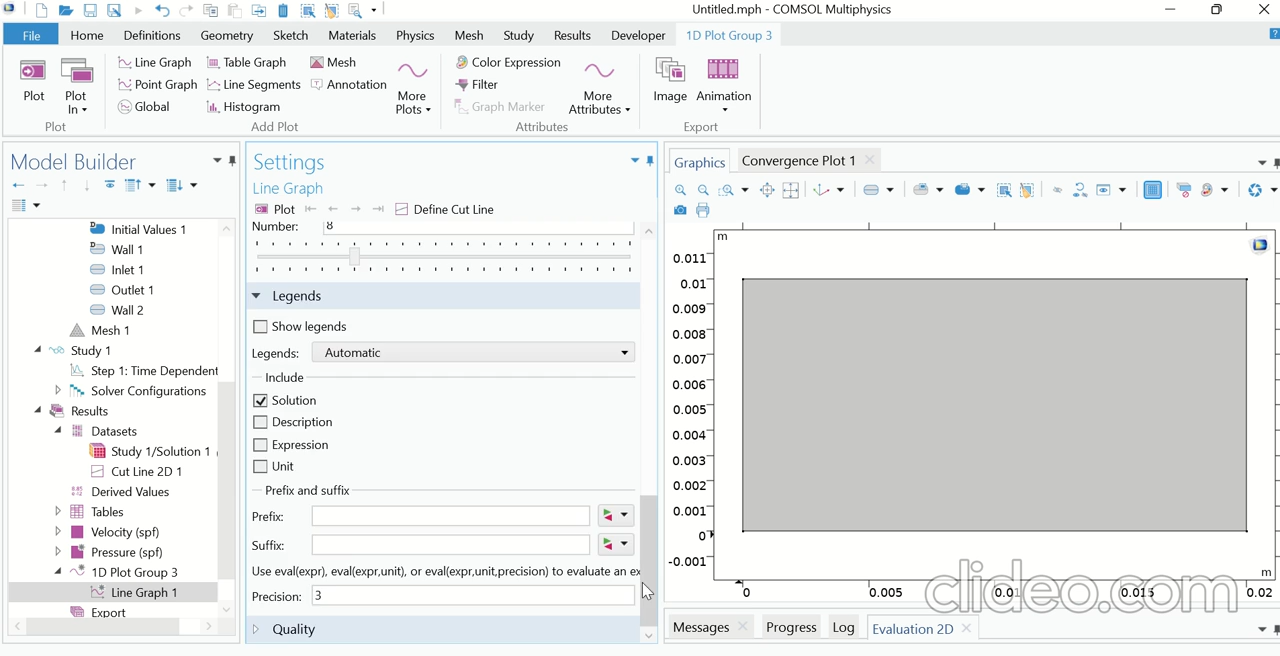 Untitled.mph - COMSOL Multiphysics
File Home Definitions Geometry Sketch Materials Physics Mesh Study Results Developer 1D Plot Group 3
Plot
Plot In
Plot
Line Graph
Point Graph
Global
Table Graph
Line Segments
Histogram
Mesh
Annotation
More Plots
Add Plot
Color Expression
Filter
Graph Marker
More Attributes
Attributes
Image
Animation
Export
Model Builder
Initial Values 1
Wall 1
Inlet 1
Outlet 1
Wall 2
Mesh 1
Study 1
Step 1: Time Dependent
Solver Configurations
Results
Datasets
Study 1/Solution 1
Cut Line 2D 1
Derived Values
Tables
Velocity (spf)
Pressure (spf)
1D Plot Group 3
Line Graph 1
Export
Settings
Line Graph
Plot
Define Cut Line
Number: 8
Legends
Show legends
Legends: Automatic
Include
Solution
Description
Expression
Unit
Prefix and suffix
Prefix:
Suffix:
Use eval(expr), eval(expr,unit), or eval(expr,unit,precision) to evaluate an ex
Precision: 3
Quality
Graphics
Convergence Plot 1
m
0.011
0.01
0.009
0.008
0.007
0.006
0.005
0.004
0.003
0.002
0.001
0
-0.001
m
0 0.005 0.01 0.015 0.02
clideo.com
Messages Progress Log Evaluation 2D